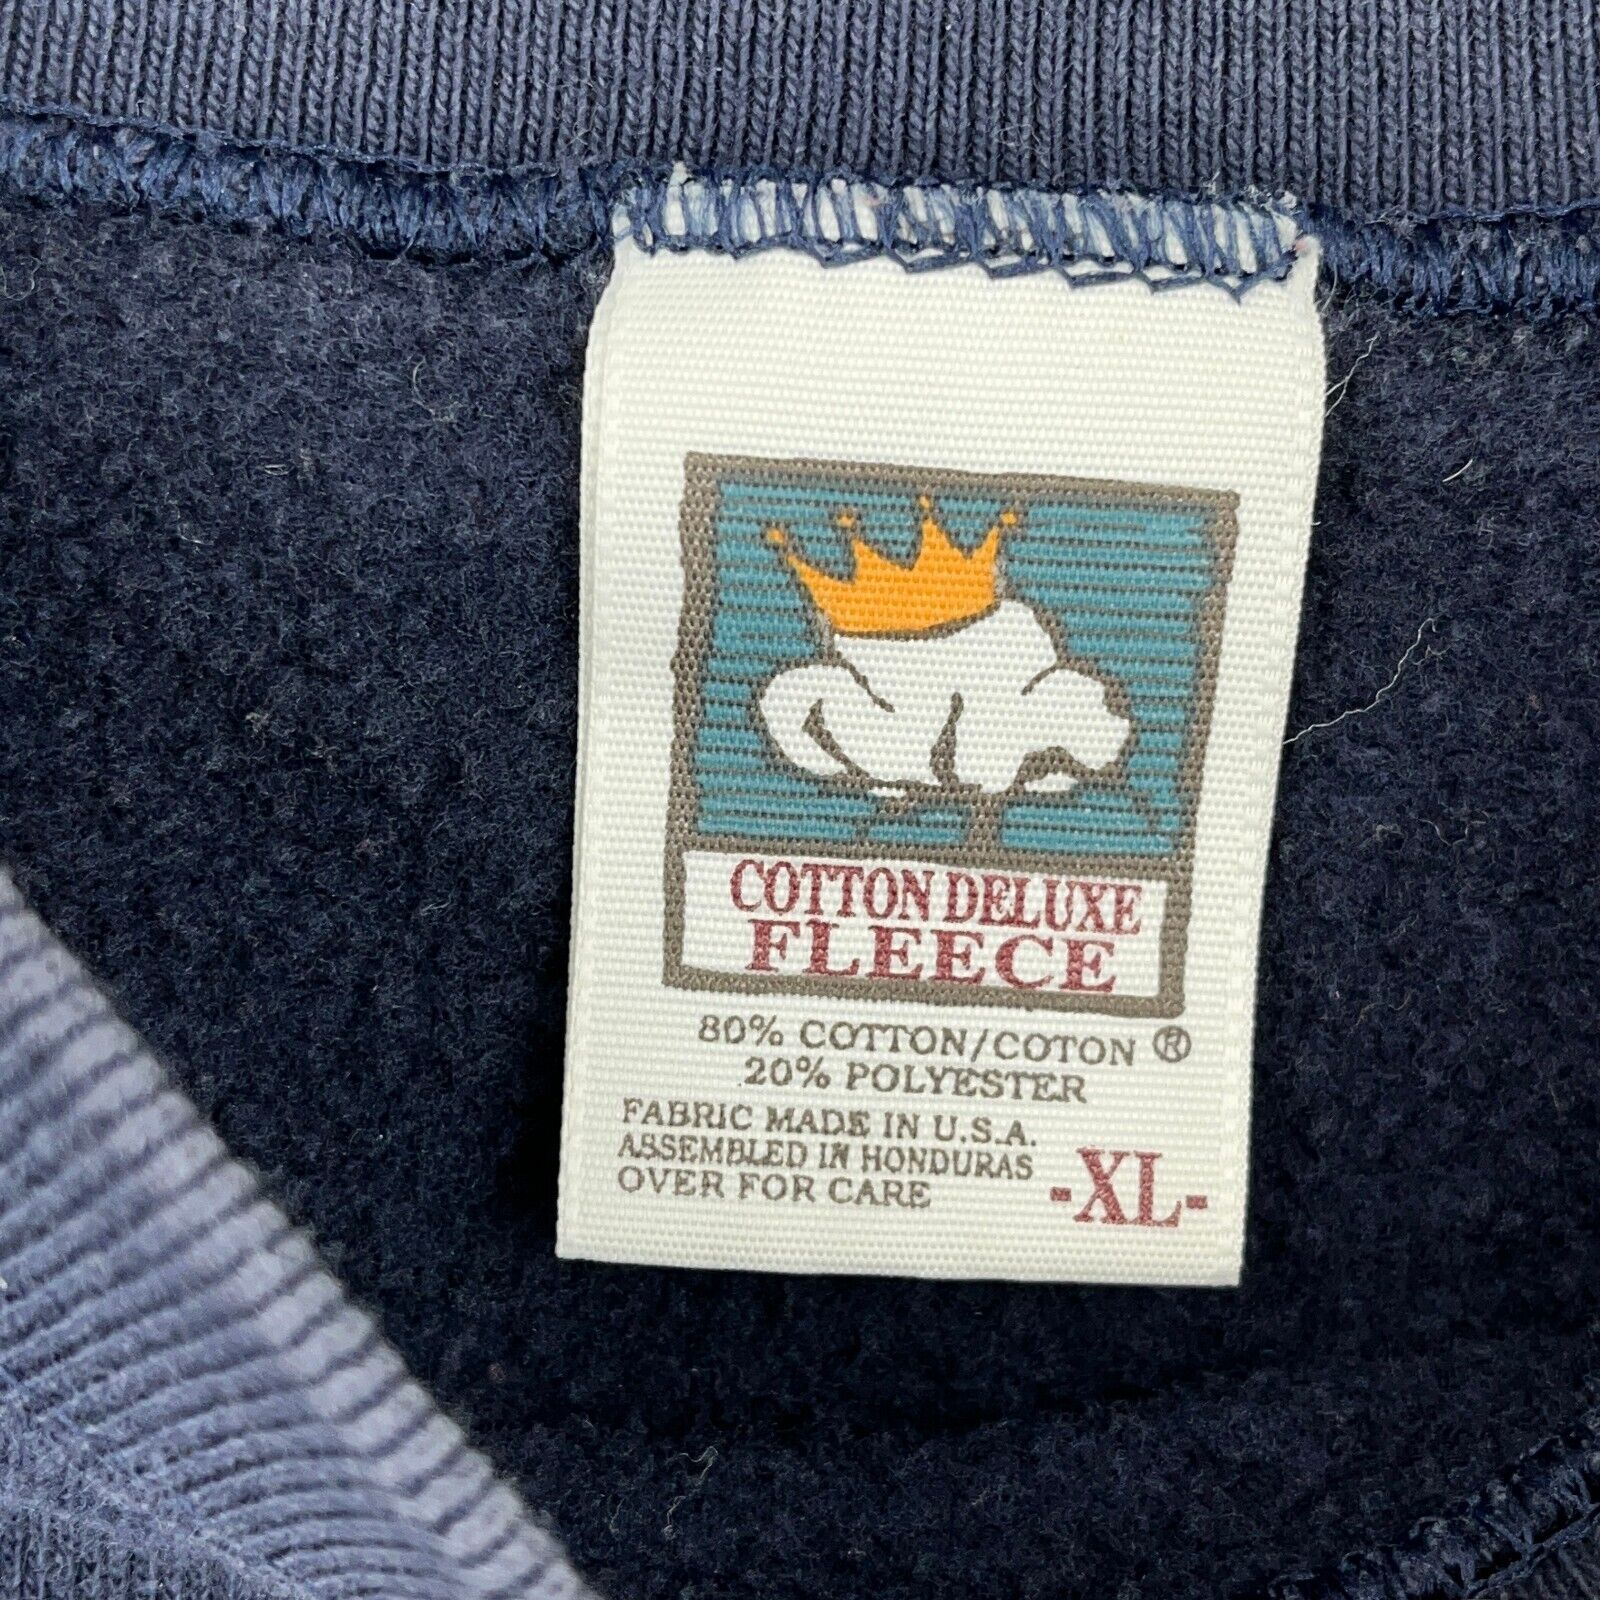 COTTON DELUXE
FLEECE
80% COTTON/COTON ®
20% POLYESTER
FABRIC MADE IN U.S.A.
ASSEMBLED IN HONDURAS
OVER FOR CARE
-XL-